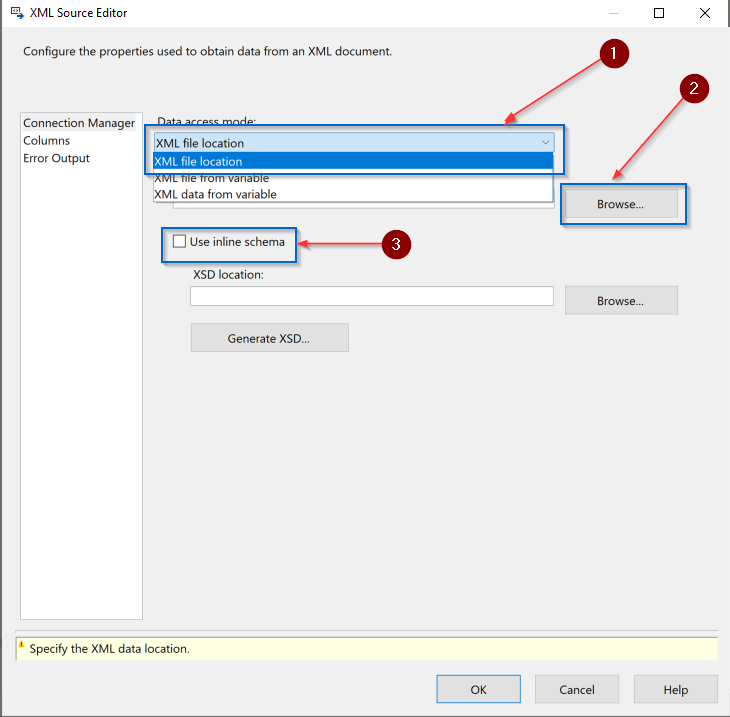 XML Source Editor
Configure the properties used to obtain data from an XML document.
Connection Manager
Columns
Error Output
Data access mode:
XML file location
XML file location
XML file from variable
XML data from variable
Browse...
Use inline schema
XSD location:
Browse...
Generate XSD...
1
2
3
Specify the XML data location.
OK
Cancel
Help